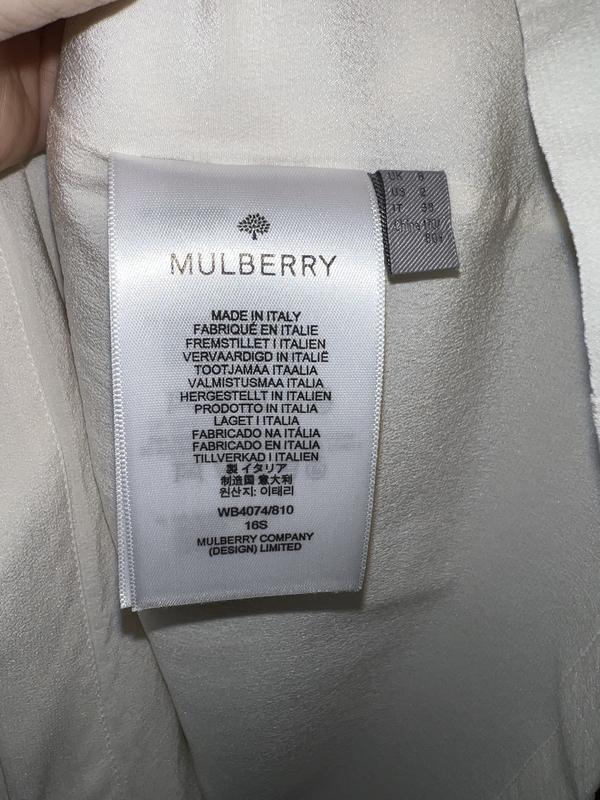 MULBERRY
MADE IN ITALY
FABRIQUÉ EN ITALIE
FREMSTILLET I ITALIEN
VERVAARDIGD IN ITALIË
TOOTJAMAA ITAALIA
VALMISTUSMAA ITALIA
HERGESTELLT IN ITALIEN
PRODOTTO IN ITALIA
LAGET I ITALIA
FABRICADO NA ITÁLIA
FABRICADO EN ITALIA
TILLVERKAD I ITALIEN
製 イタリア
制造国 意大利
원산지: 이태리
WB4074/810
16S
MULBERRY COMPANY
(DESIGN) LIMITED
UK
US 2
IT 38
China